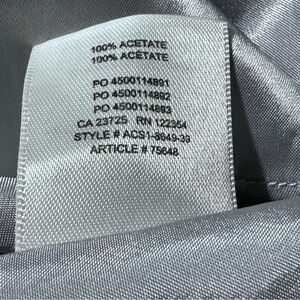 100% ACETATE
100% ACETATE
PO 4500114891
PO 4500114892
PO 4500114893
CA 23725 RN 122354
STYLE # ACS1-8849-39
ARTICLE # 75648